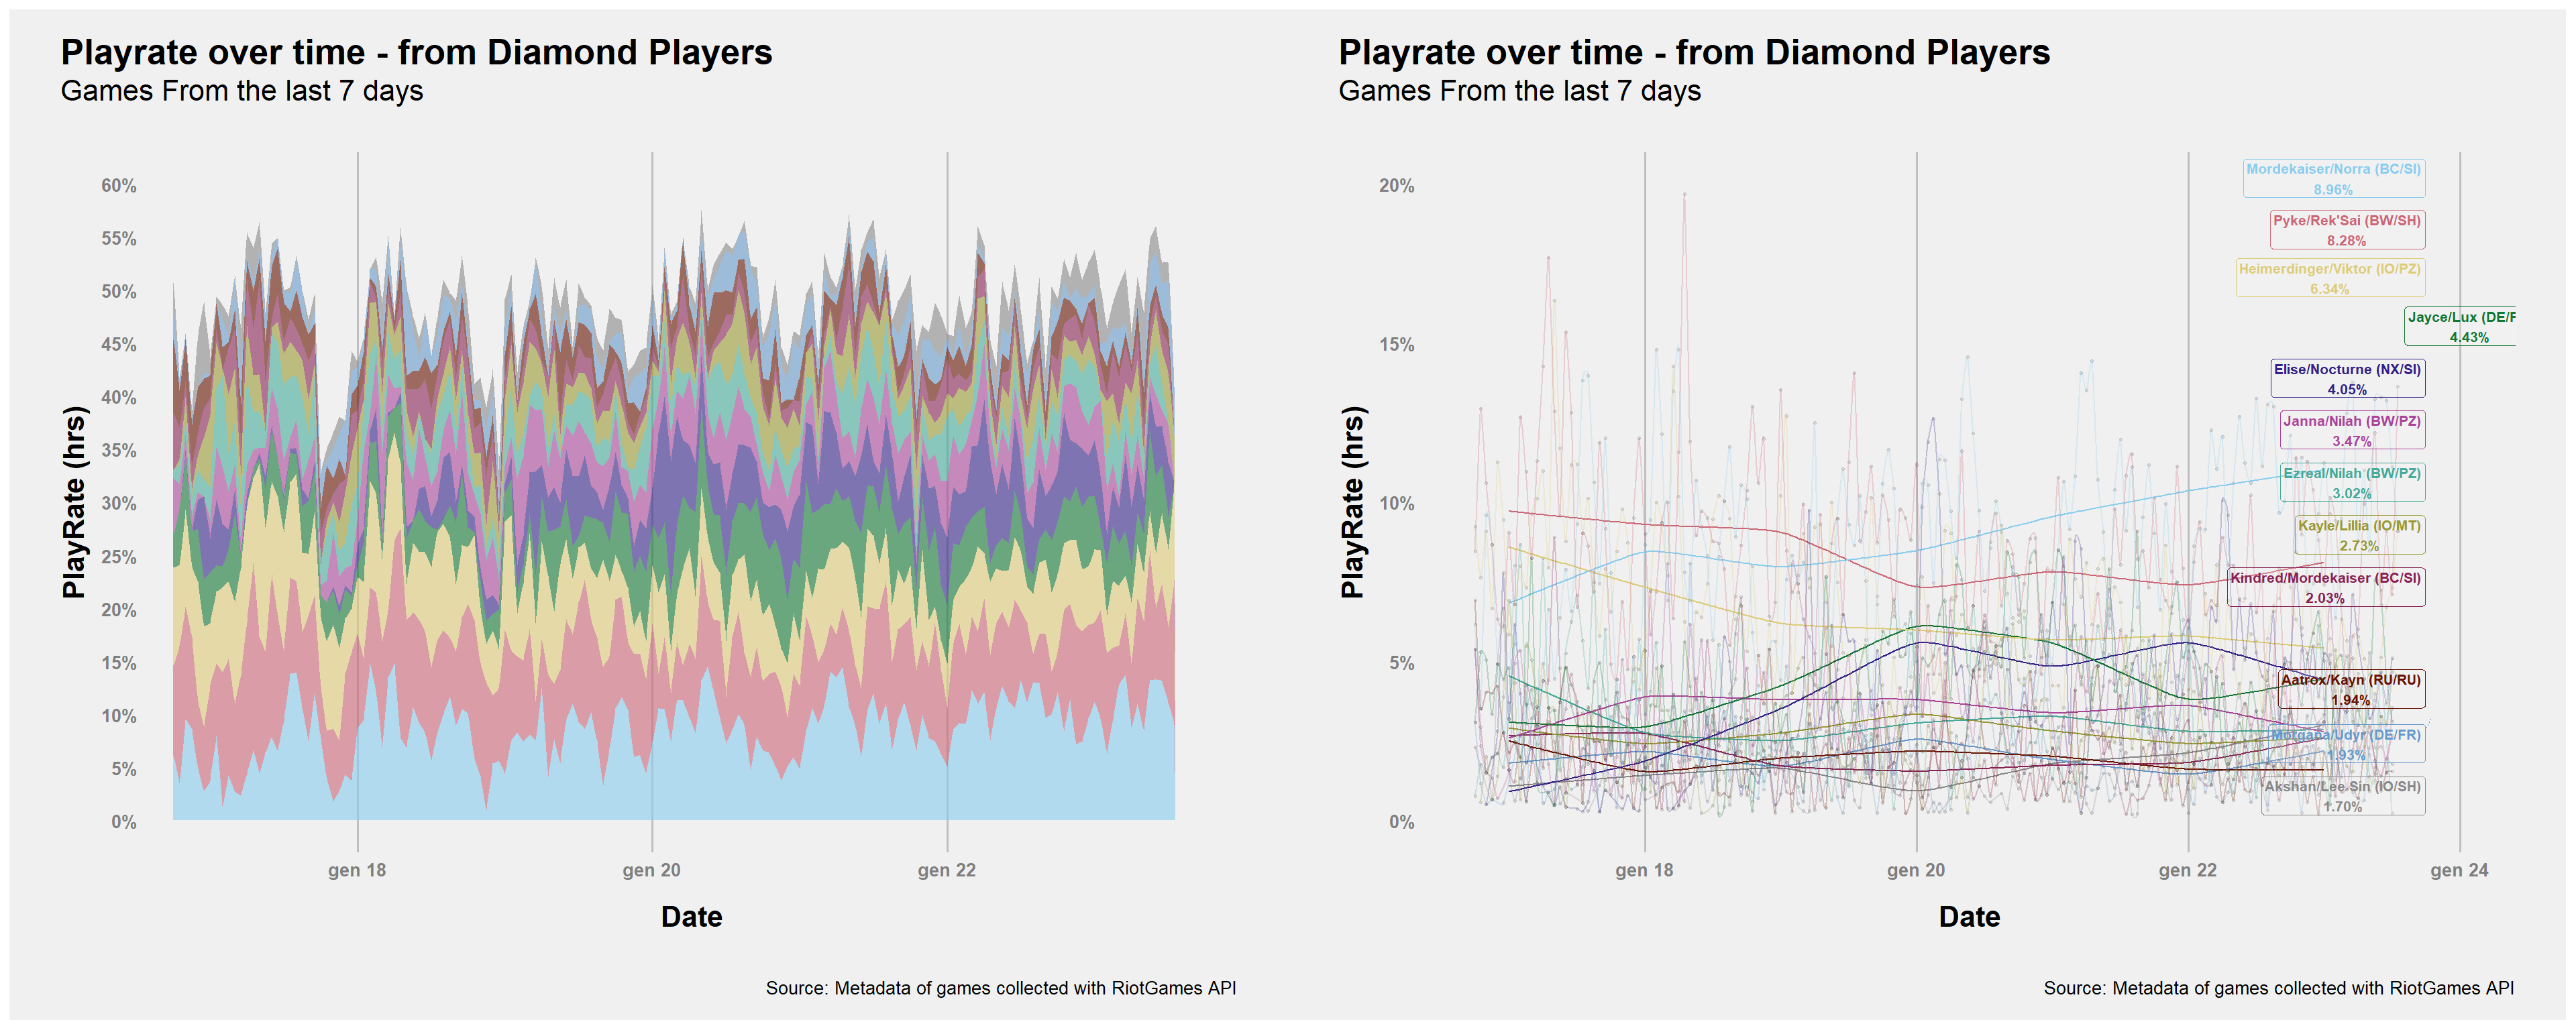 Playrate over time - from Diamond Players
Games From the last 7 days
60%
55%
50%
45%
40%
35%
30%
25%
20%
15%
10%
5%
0%
PlayRate (hrs)
gen 18
gen 20
gen 22
Date
Source: Metadata of games collected with RiotGames API
Playrate over time - from Diamond Players
Games From the last 7 days
20%
15%
10%
5%
0%
PlayRate (hrs)
Mordekaiser/Norra (BC/SI)
8.96%
Pyke/Rek'Sai (BW/SH)
8.28%
Heimerdinger/Viktor (IO/PZ)
6.34%
Jayce/Lux (DE/F
4.43%
Elise/Nocturne (NX/SI)
4.05%
Janna/Nilah (BW/PZ)
3.47%
Ezreal/Nilah (BW/PZ)
3.02%
Kayle/Lillia (IO/MT)
2.73%
Kindred/Mordekaiser (BC/SI)
2.03%
Aatrox/Kayn (RU/RU)
1.94%
Morgana/Udyr (DE/FR)
1.93%
Akshan/Lee Sin (IO/SH)
1.70%
gen 18
gen 20
gen 22
gen 24
Date
Source: Metadata of games collected with RiotGames API